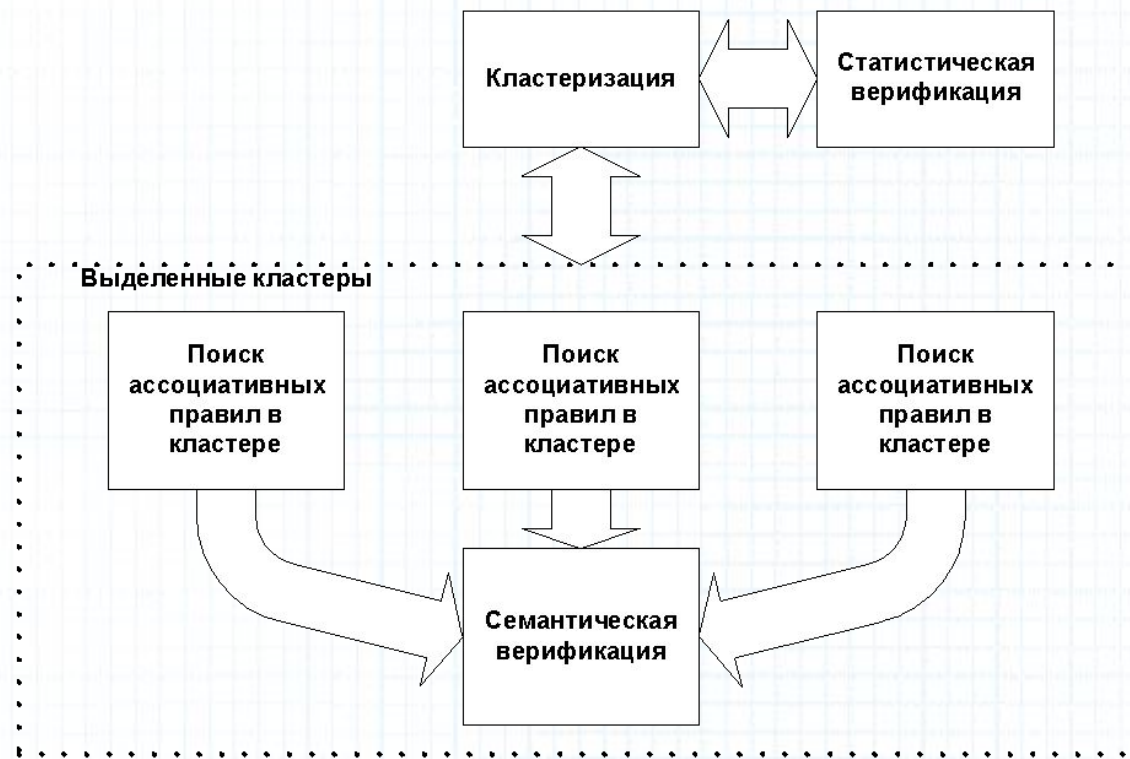 Кластеризация
Статистическая
верификация
Выделенные кластеры
Поиск
ассоциативных
правил в
кластере
Поиск
ассоциативных
правил в
кластере
Поиск
ассоциативных
правил в
кластере
Семантическая
верификация